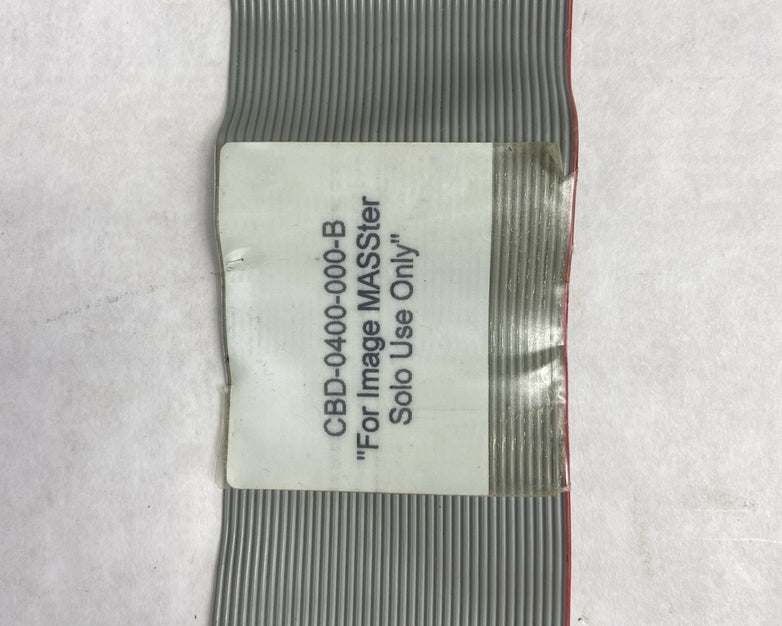 CBD-0400-000-B
"For Image MASSter
Solo Use Only"